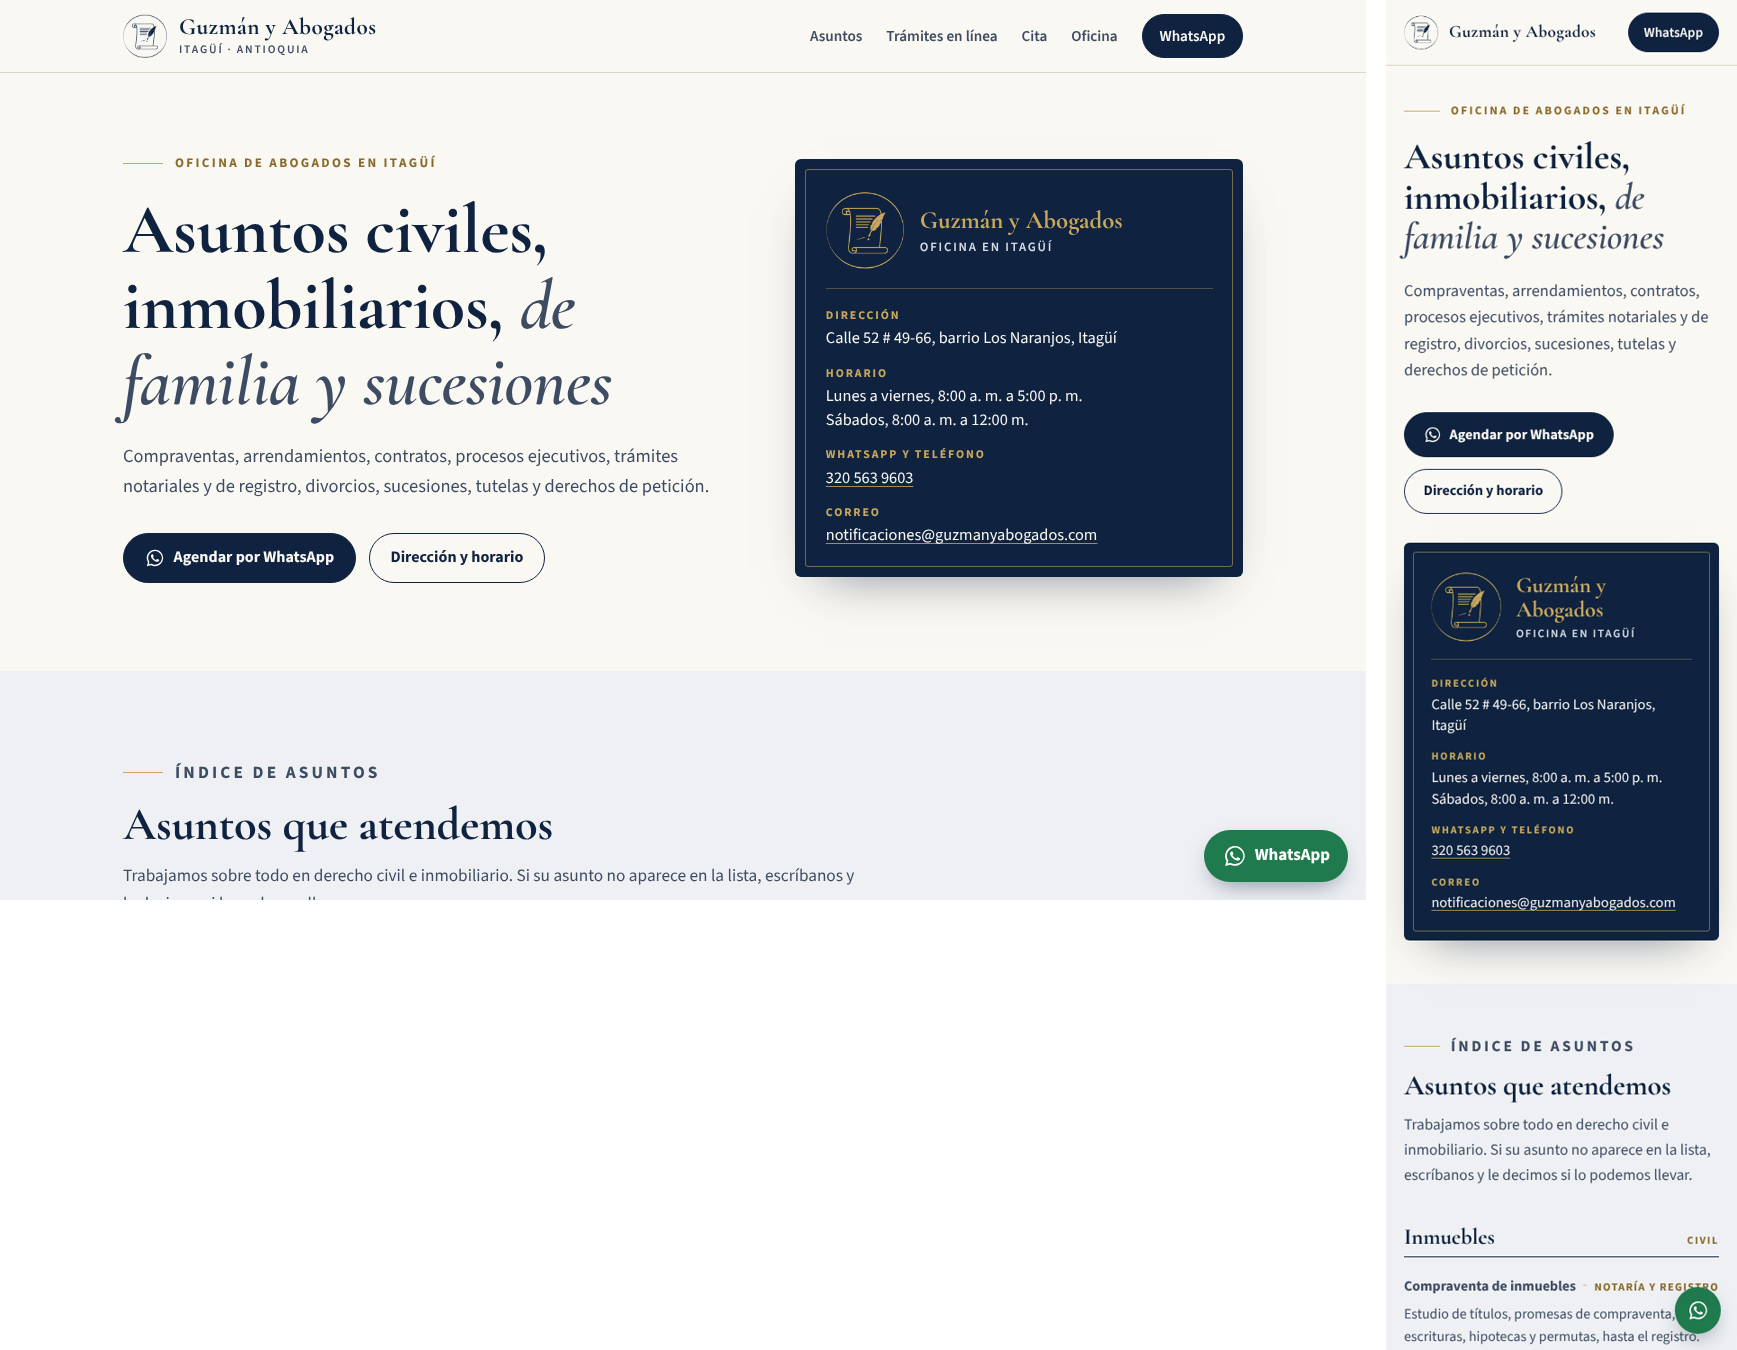 Guzmán y Abogados
ITAGÜÍ · ANTIOQUIA
Asuntos
Trámites en línea
Cita
Oficina
WhatsApp
OFICINA DE ABOGADOS EN ITAGÜÍ
Asuntos civiles,
inmobiliarios, de
familia y sucesiones
Compraventas, arrendamientos, contratos, procesos ejecutivos, trámites
notariales y de registro, divorcios, sucesiones, tutelas y derechos de petición.
Agendar por WhatsApp
Dirección y horario
Guzmán y Abogados
OFICINA EN ITAGÜÍ
DIRECCIÓN
Calle 52 # 49-66, barrio Los Naranjos, Itagüí
HORARIO
Lunes a viernes, 8:00 a. m. a 5:00 p. m.
Sábados, 8:00 a. m. a 12:00 m.
WHATSAPP Y TELÉFONO
320 563 9603
CORREO
notificaciones@guzmanyabogados.com
ÍNDICE DE ASUNTOS
Asuntos que atendemos
Trabajamos sobre todo en derecho civil e inmobiliario. Si su asunto no aparece en la lista, escríbanos y
WhatsApp
Guzmán y Abogados
WhatsApp
OFICINA DE ABOGADOS EN ITAGÜÍ
Asuntos civiles,
inmobiliarios, de
familia y sucesiones
Compraventas, arrendamientos, contratos,
procesos ejecutivos, trámites notariales y de
registro, divorcios, sucesiones, tutelas y
derechos de petición.
Agendar por WhatsApp
Dirección y horario
Guzmán y
Abogados
OFICINA EN ITAGÜÍ
DIRECCIÓN
Calle 52 # 49-66, barrio Los Naranjos,
Itagüí
HORARIO
Lunes a viernes, 8:00 a. m. a 5:00 p. m.
Sábados, 8:00 a. m. a 12:00 m.
WHATSAPP Y TELÉFONO
320 563 9603
CORREO
notificaciones@guzmanyabogados.com
ÍNDICE DE ASUNTOS
Asuntos que atendemos
Trabajamos sobre todo en derecho civil e
inmobiliario. Si su asunto no aparece en la lista,
escríbanos y le decimos si lo podemos llevar.
Inmuebles
CIVIL
Compraventa de inmuebles
NOTARÍA Y REGISTRO
Estudio de títulos, promesas de compraventa,
escrituras, hipotecas y permutas, hasta el registro.